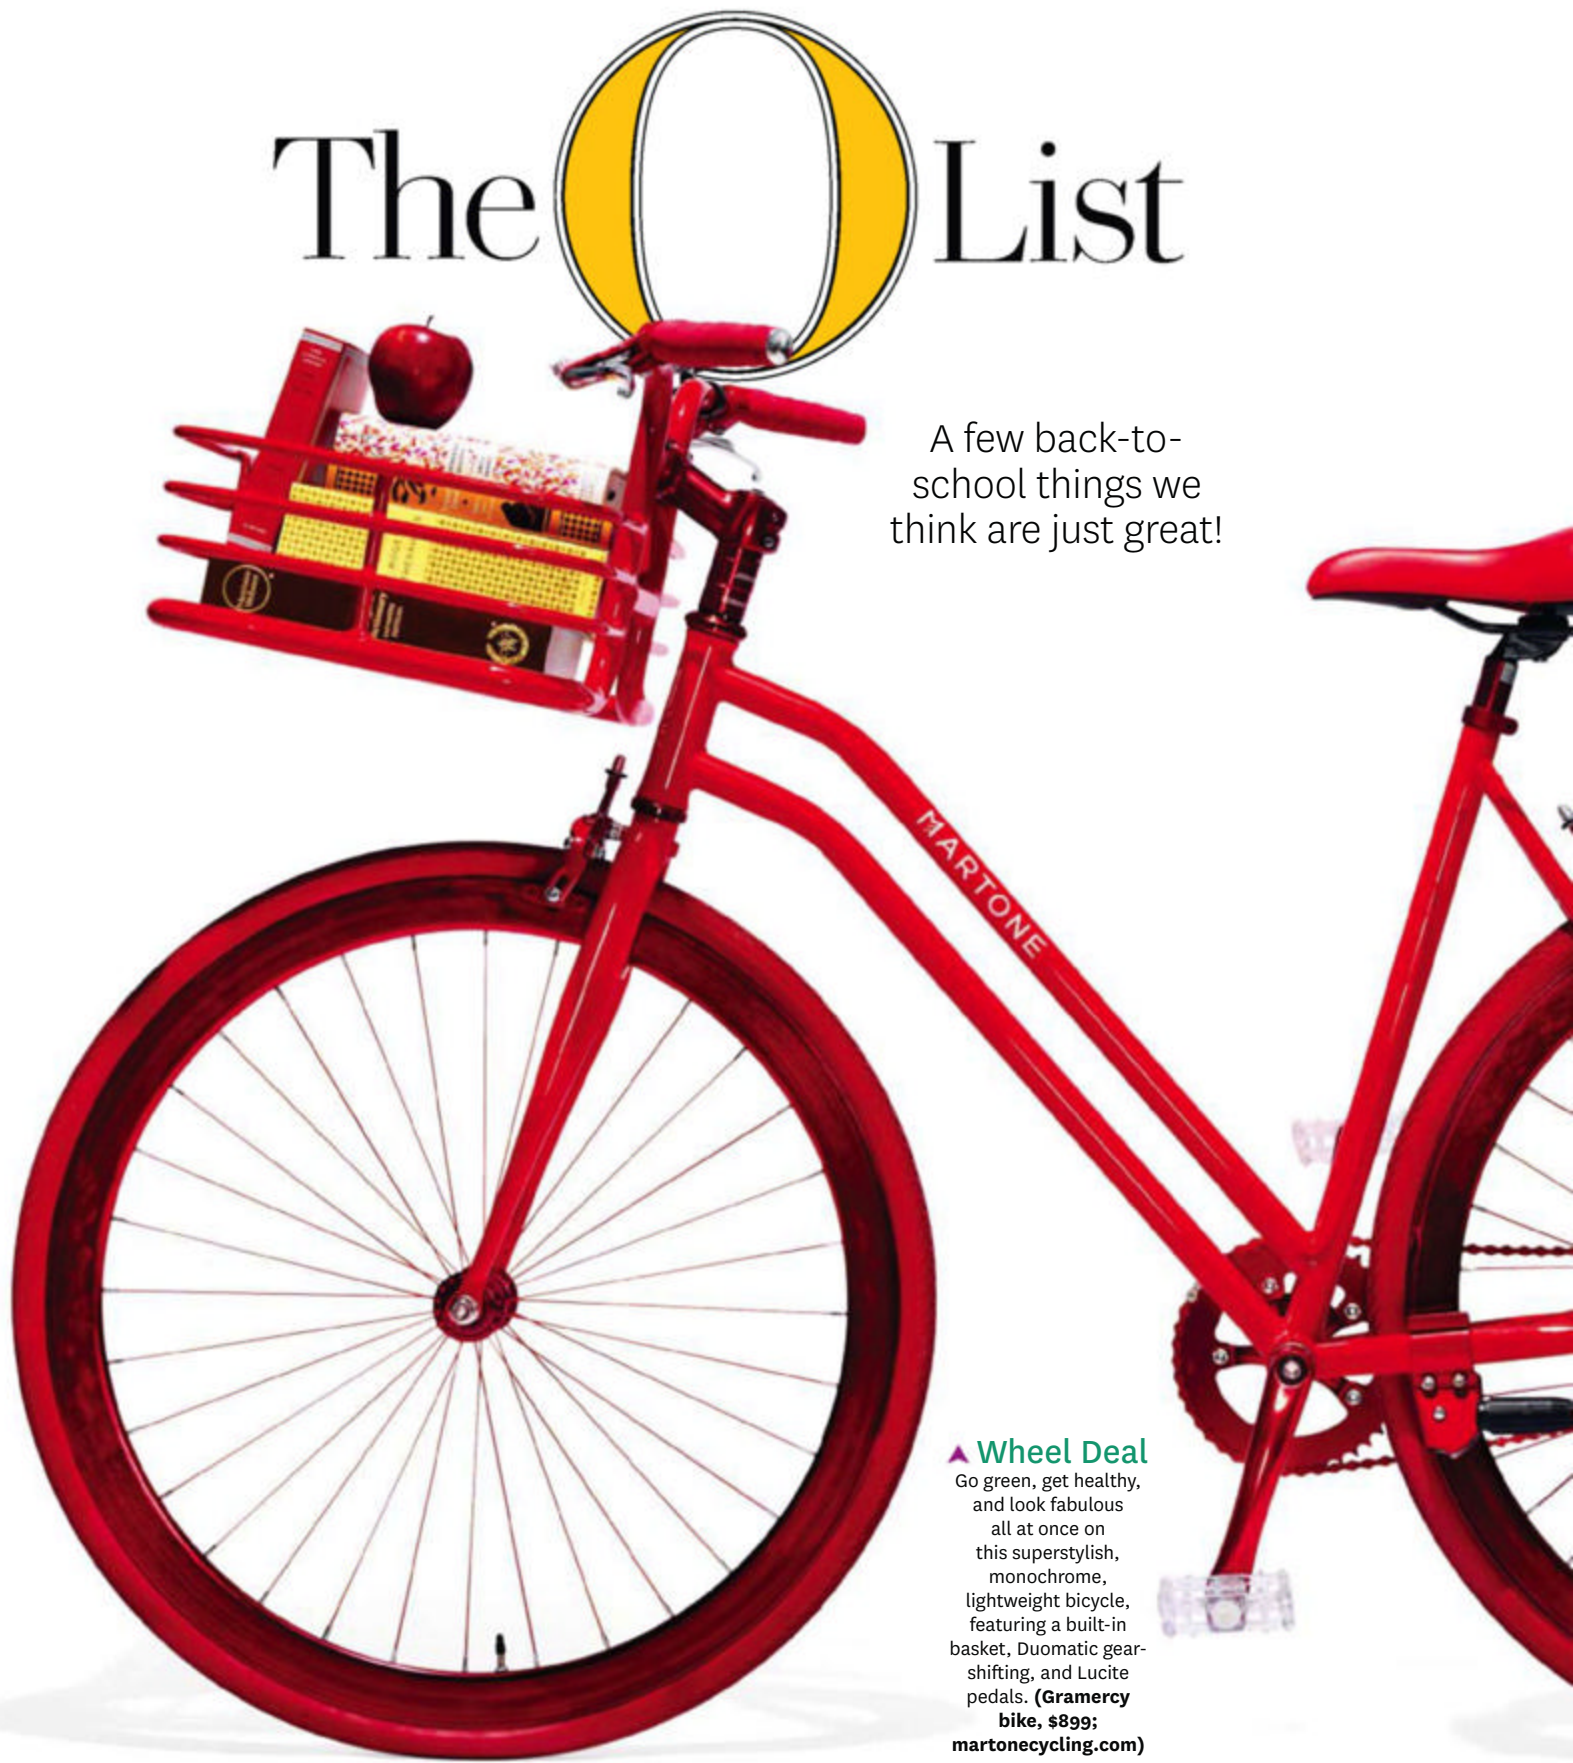 The O List
A few back-to-
school things we
think are just great!
MARTONE
Wheel Deal
Go green, get healthy,
and look fabulous
all at once on
this superstylish,
monochrome,
lightweight bicycle,
featuring a built-in
basket, Duomatic gear-
shifting, and Lucite
pedals. (Gramercy
bike, $899;
martonecycling.com)